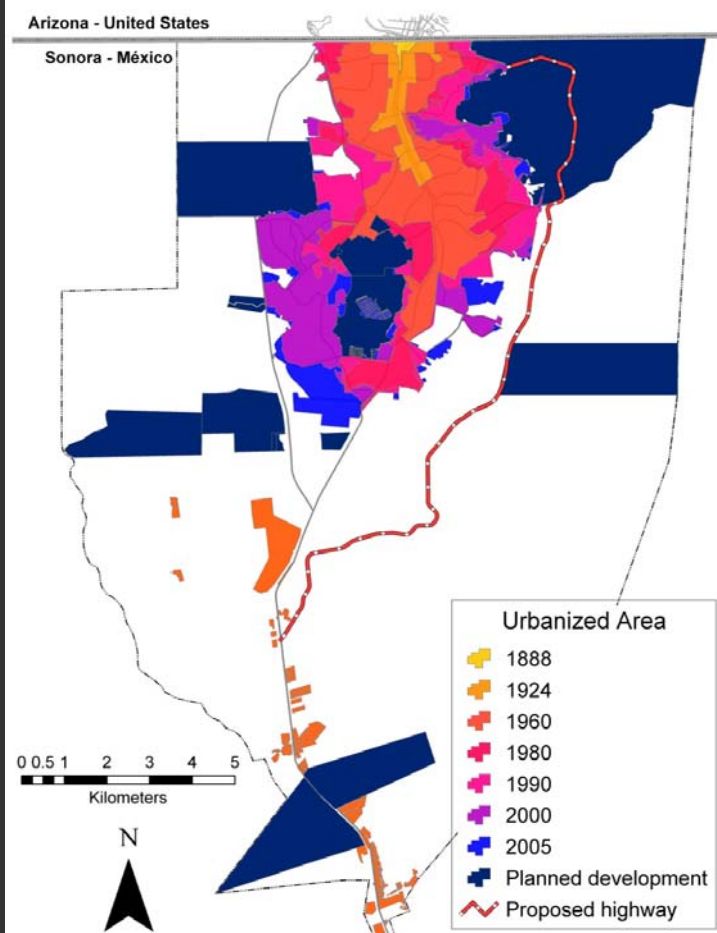 Arizona - United States
Sonora - México
Urbanized Area
1888
1924
1960
1980
1990
2000
2005
Planned development
Proposed highway
0 0.5 1 2 3 4 5
Kilometers
N